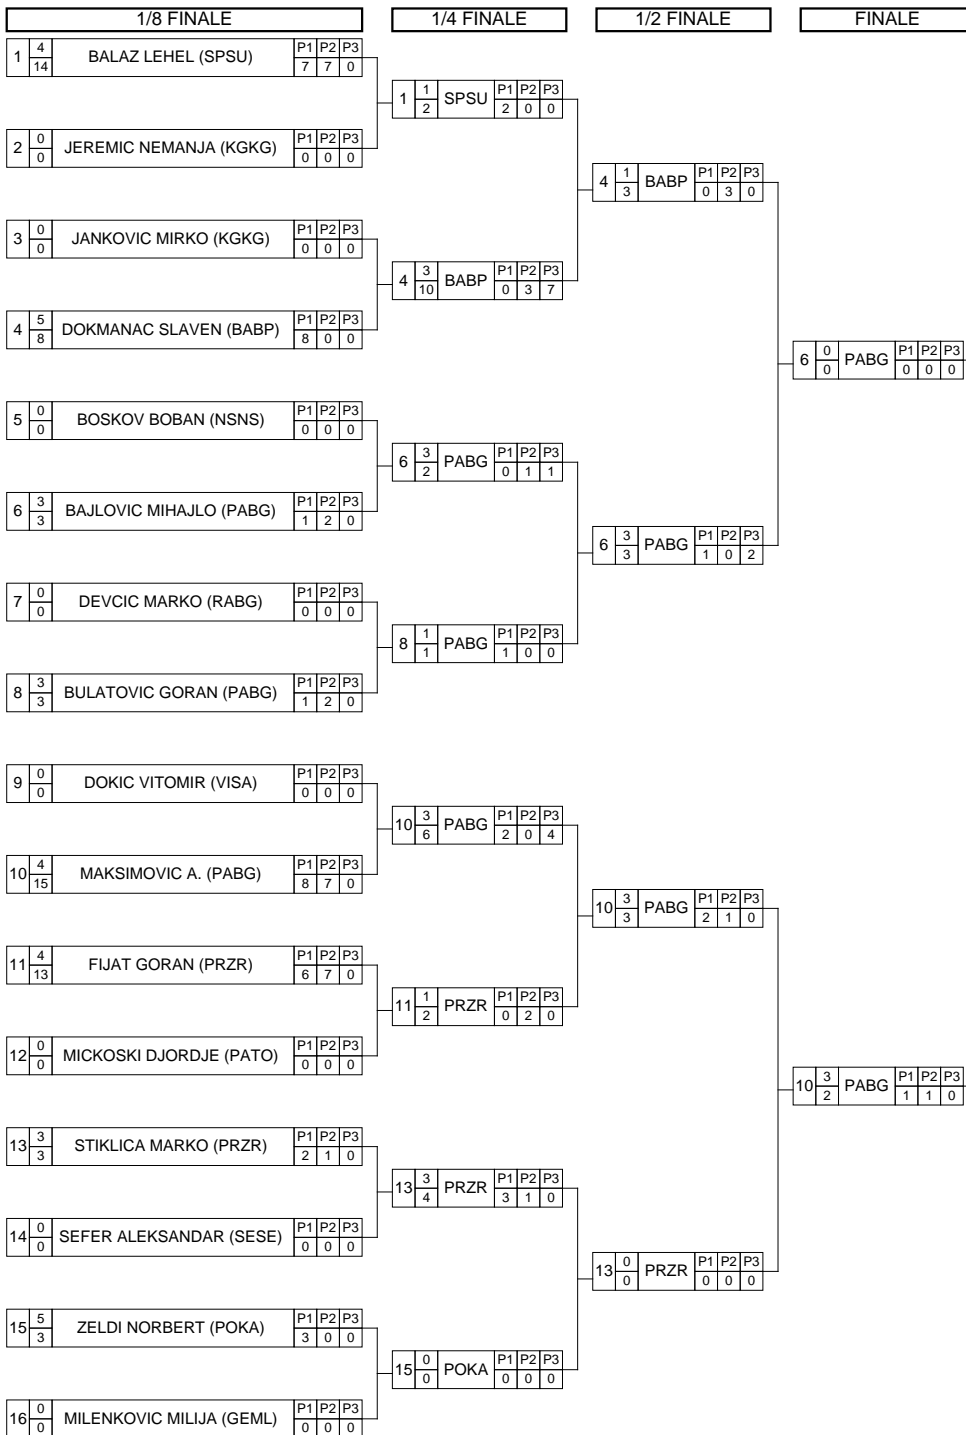 1/8 FINALE 1/4 FINALE 1/2 FINALE FINALE
1 4 14 BALAZ LEHEL (SPSU) P1 P2 P3 7 7 0
1 1 2 SPSU P1 P2 P3 2 0 0
2 0 0 JEREMIC NEMANJA (KGKG) P1 P2 P3 0 0 0
4 1 3 BABP P1 P2 P3 0 3 0
3 0 0 JANKOVIC MIRKO (KGKG) P1 P2 P3 0 0 0
4 3 10 BABP P1 P2 P3 0 3 7
4 5 8 DOKMANAC SLAVEN (BABP) P1 P2 P3 8 0 0
6 0 0 PABG P1 P2 P3 0 0 0
5 0 0 BOSKOV BOBAN (NSNS) P1 P2 P3 0 0 0
6 3 2 PABG P1 P2 P3 0 1 1
6 3 3 BAJLOVIC MIHAJLO (PABG) P1 P2 P3 1 2 0
6 3 3 PABG P1 P2 P3 1 0 2
7 0 0 DEVCIC MARKO (RABG) P1 P2 P3 0 0 0
8 1 1 PABG P1 P2 P3 1 0 0
8 3 3 BULATOVIC GORAN (PABG) P1 P2 P3 1 2 0
9 0 0 DOKIC VITOMIR (VISA) P1 P2 P3 0 0 0
10 3 6 PABG P1 P2 P3 2 0 4
10 4 15 MAKSIMOVIC A. (PABG) P1 P2 P3 8 7 0
10 3 3 PABG P1 P2 P3 2 1 0
11 4 13 FIJAT GORAN (PRZR) P1 P2 P3 6 7 0
11 1 2 PRZR P1 P2 P3 0 2 0
12 0 0 MICKOSKI DJORDJE (PATO) P1 P2 P3 0 0 0
10 3 2 PABG P1 P2 P3 1 1 0
13 3 3 STIKLICA MARKO (PRZR) P1 P2 P3 2 1 0
13 3 4 PRZR P1 P2 P3 3 1 0
14 0 0 SEFER ALEKSANDAR (SESE) P1 P2 P3 0 0 0
13 0 0 PRZR P1 P2 P3 0 0 0
15 5 3 ZELDI NORBERT (POKA) P1 P2 P3 3 0 0
15 0 0 POKA P1 P2 P3 0 0 0
16 0 0 MILENKOVIC MILIJA (GEML) P1 P2 P3 0 0 0